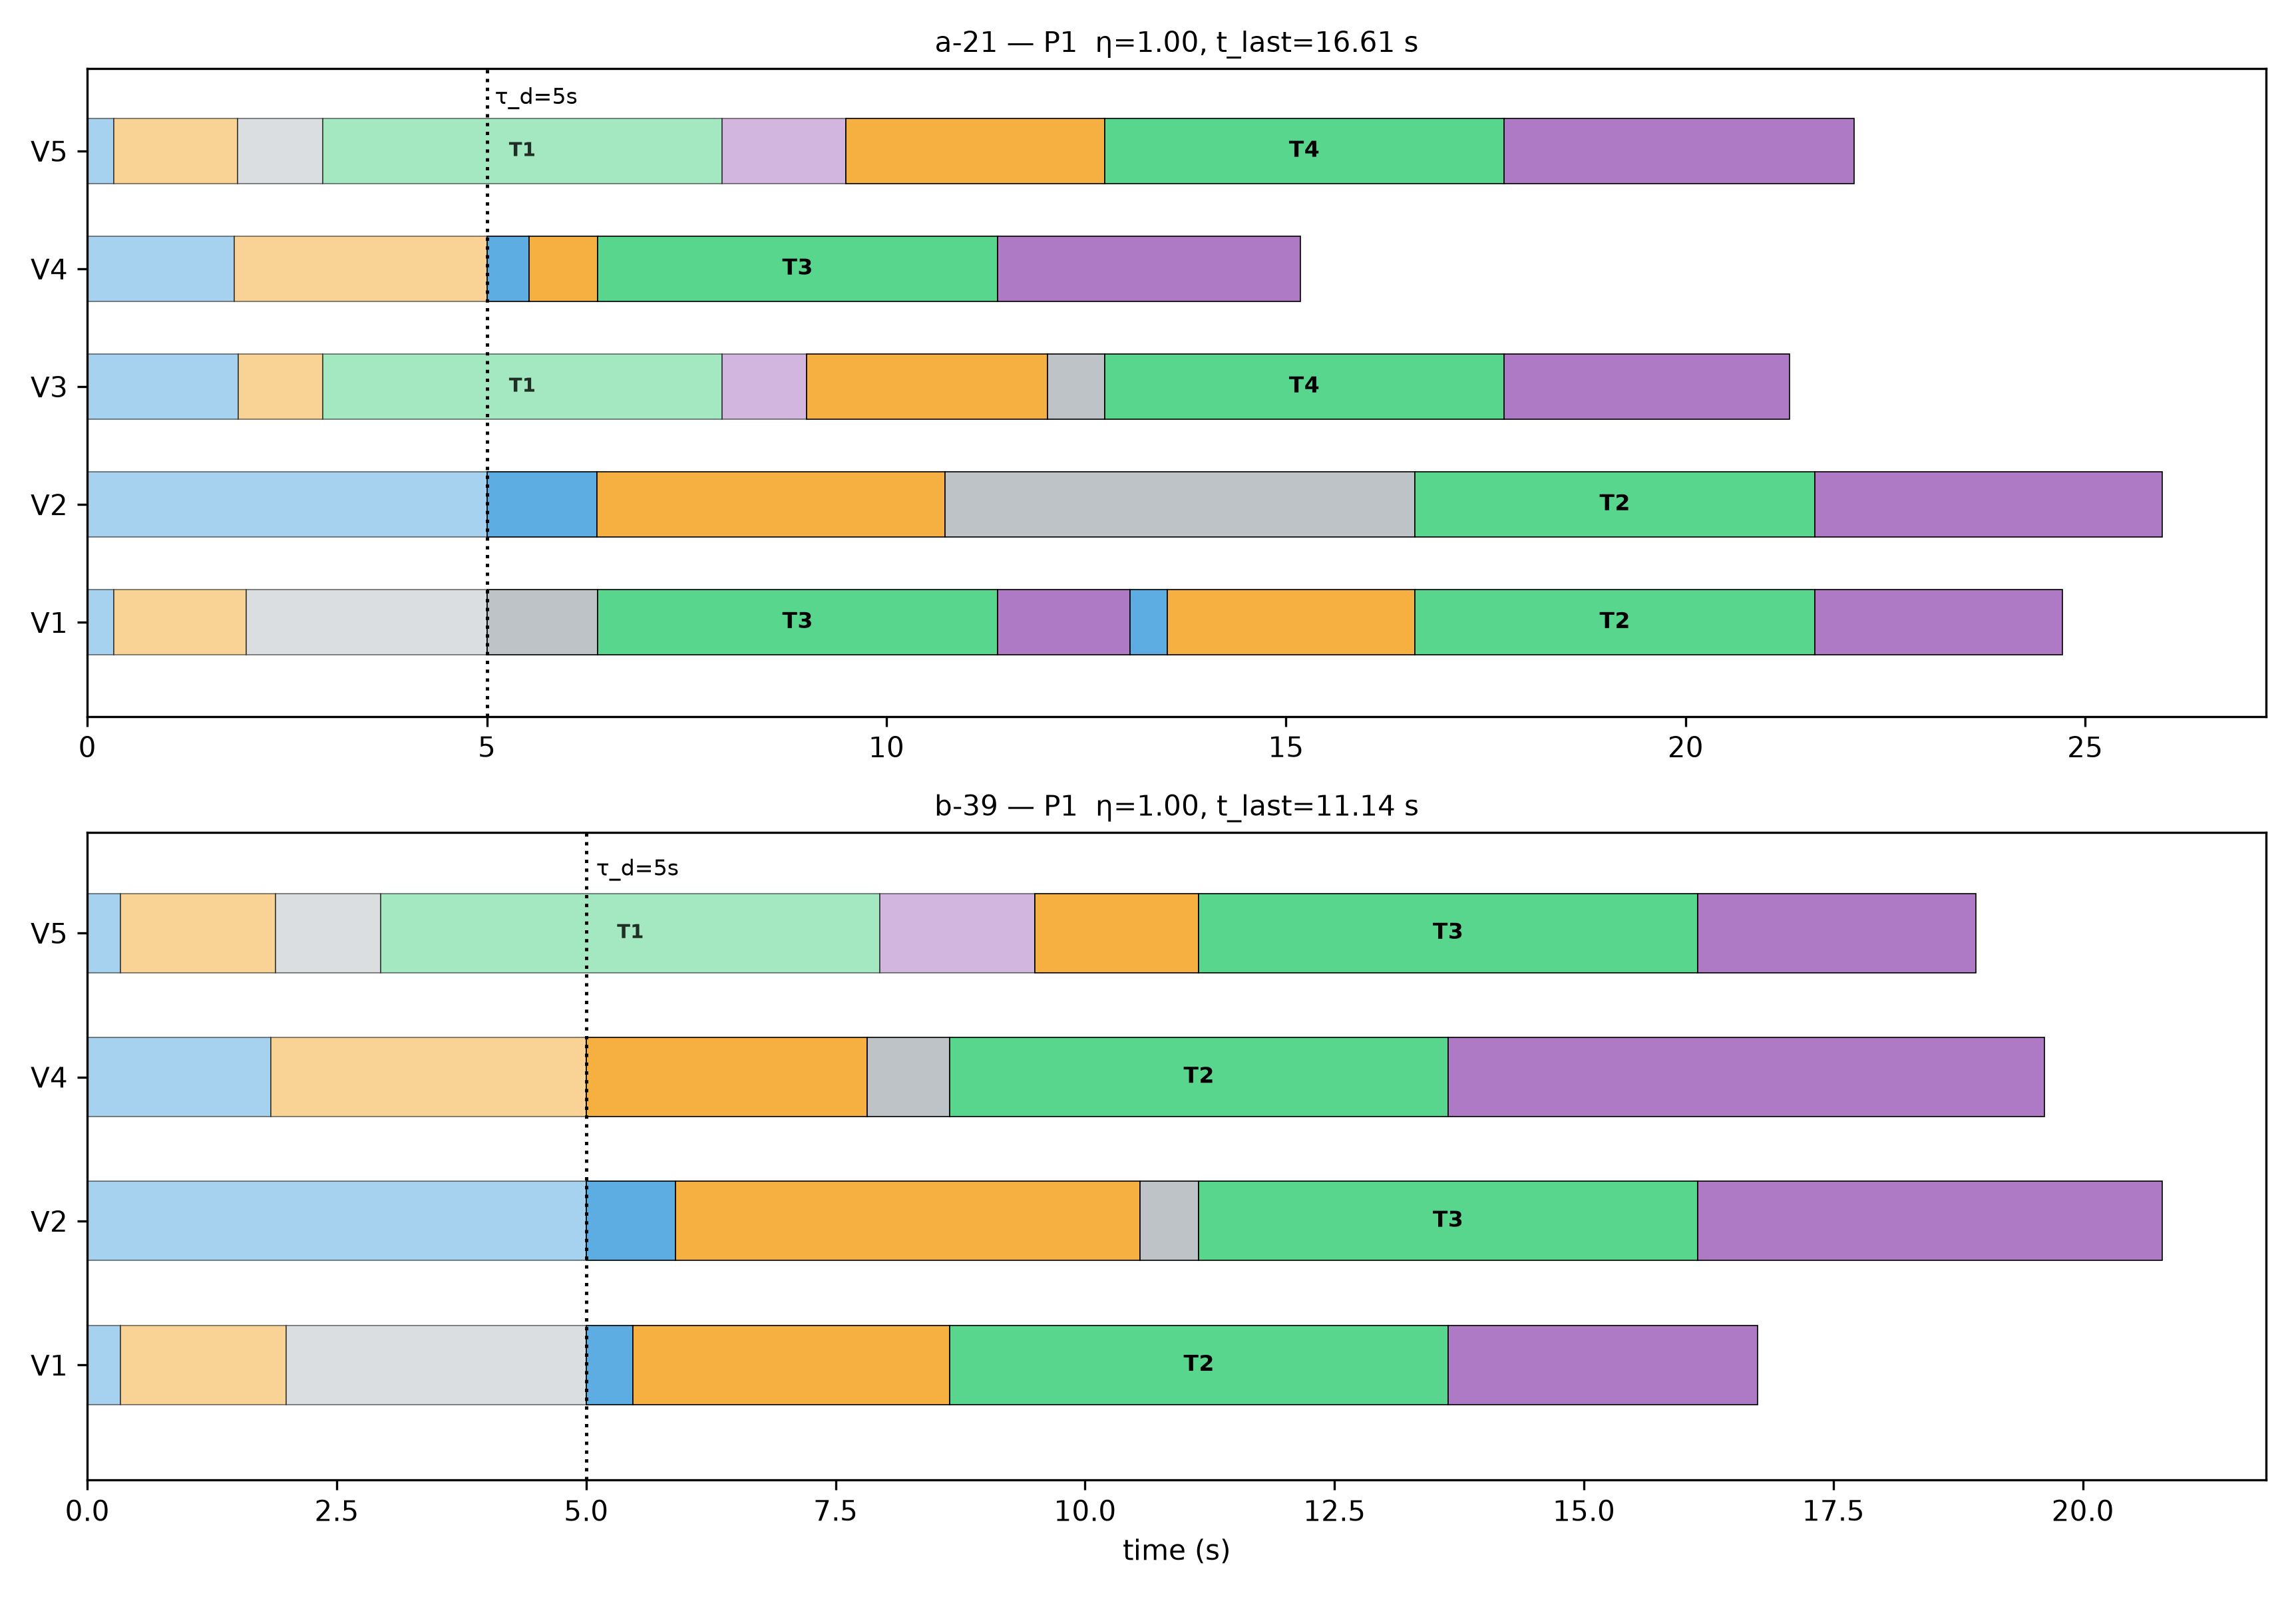 a-21 — P1  η=1.00, t_last=16.61 s
τ_d=5s
V5 T1 T4
V4 T3
V3 T1 T4
V2 T2
V1 T3 T2
0 5 10 15 20 25
b-39 — P1  η=1.00, t_last=11.14 s
τ_d=5s
V5 T1 T3
V4 T2
V2 T3
V1 T2
0.0 2.5 5.0 7.5 10.0 12.5 15.0 17.5 20.0
time (s)